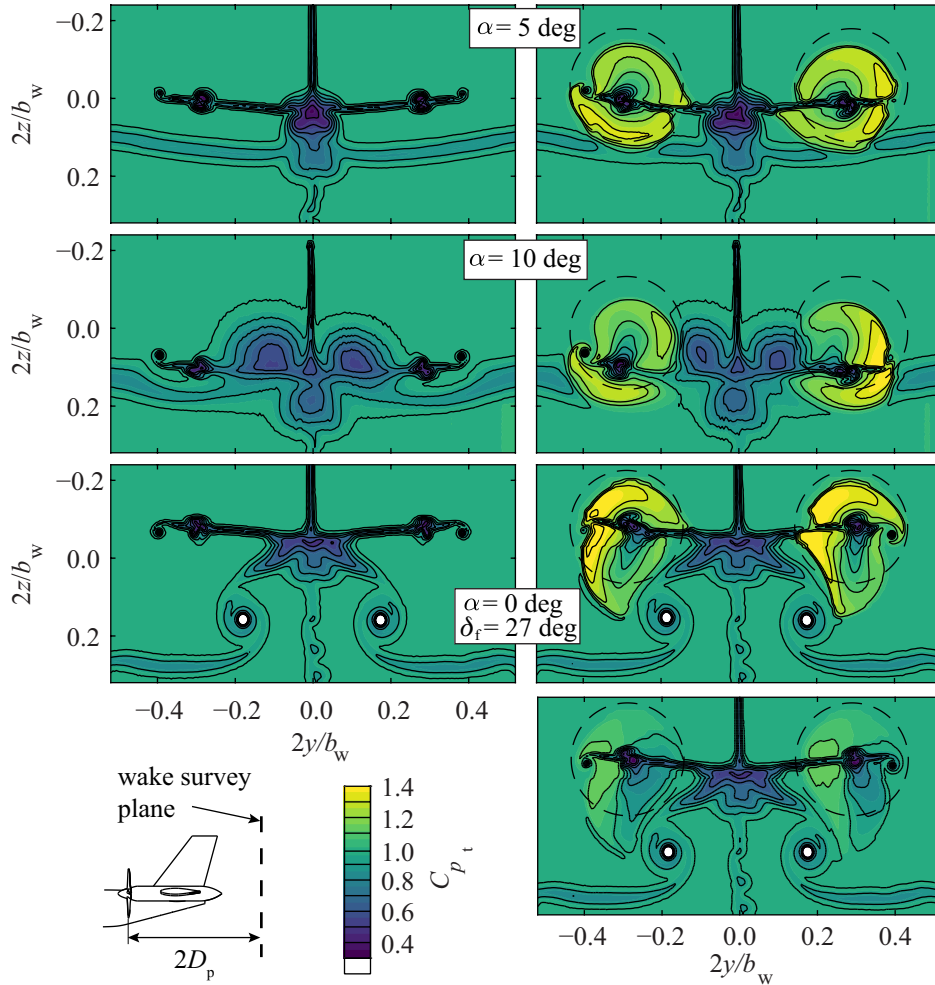 −0.2
0.0
0.2
2z/b_w
α = 5 deg
−0.2
0.0
0.2
2z/b_w
α = 10 deg
−0.2
0.0
0.2
2z/b_w
α = 0 deg
δ_f = 27 deg
−0.4 −0.2 0.0 0.2 0.4
2y/b_w
wake survey
plane
2D_p
1.4
1.2
1.0
0.8
0.6
0.4
C_p_t
−0.4 −0.2 0.0 0.2 0.4
2y/b_w